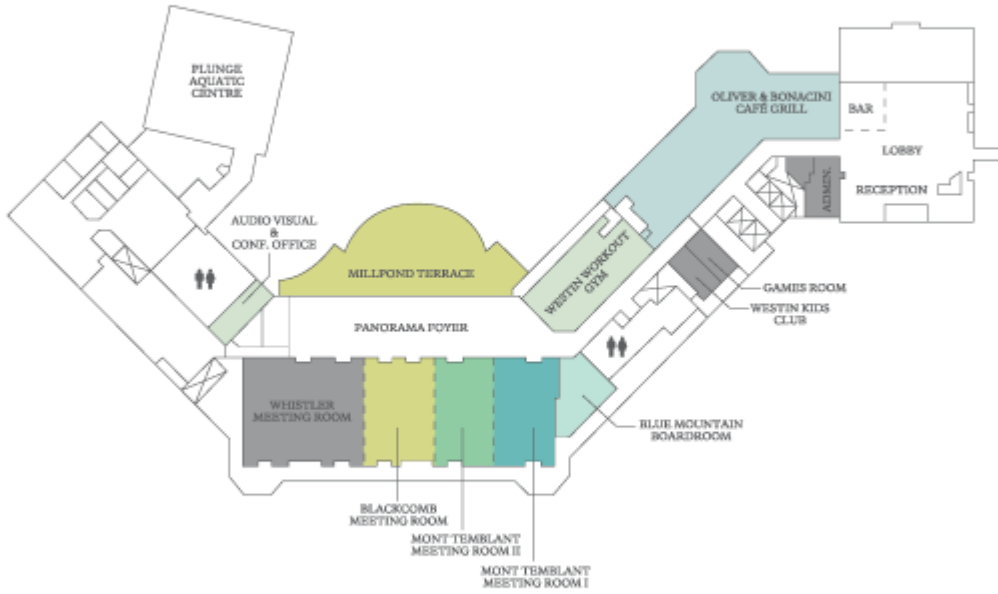 PLUNGE
AQUATIC
CENTRE
OLIVER & BONACINI
CAFÉ GRILL
BAR
LOBBY
RECEPTION
ADMIN.
AUDIO VISUAL
&
CONF. OFFICE
MILLPOND TERRACE
WESTIN WORKOUT
GYM
GAMES ROOM
WESTIN KIDS
CLUB
PANORAMA FOYER
WHISTLER
MEETING ROOM
BLUE MOUNTAIN
BOARDROOM
BLACKCOMB
MEETING ROOM
MONT TEMBLANT
MEETING ROOM II
MONT TEMBLANT
MEETING ROOM I